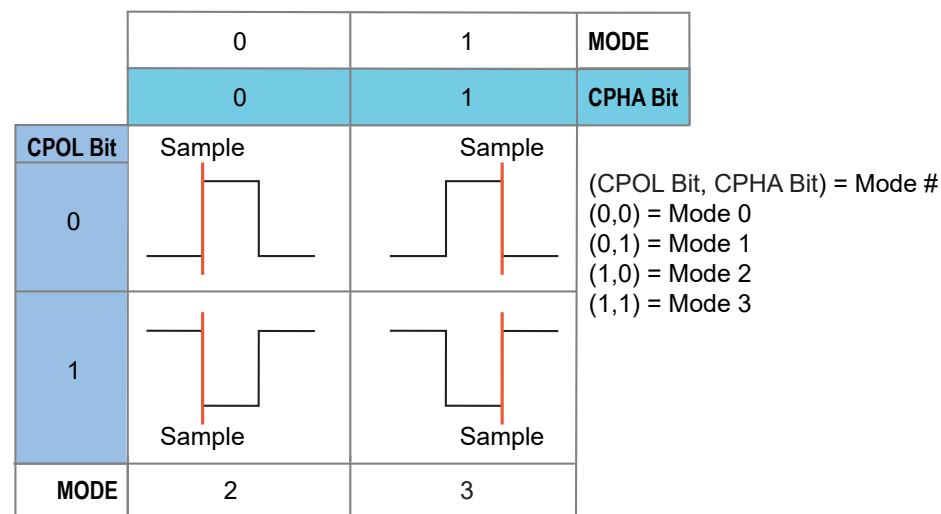 0 1 MODE
0 1 CPHA Bit
CPOL Bit Sample Sample
0
(CPOL Bit, CPHA Bit) = Mode #
(0,0) = Mode 0
(0,1) = Mode 1
(1,0) = Mode 2
(1,1) = Mode 3
1
Sample Sample
MODE 2 3